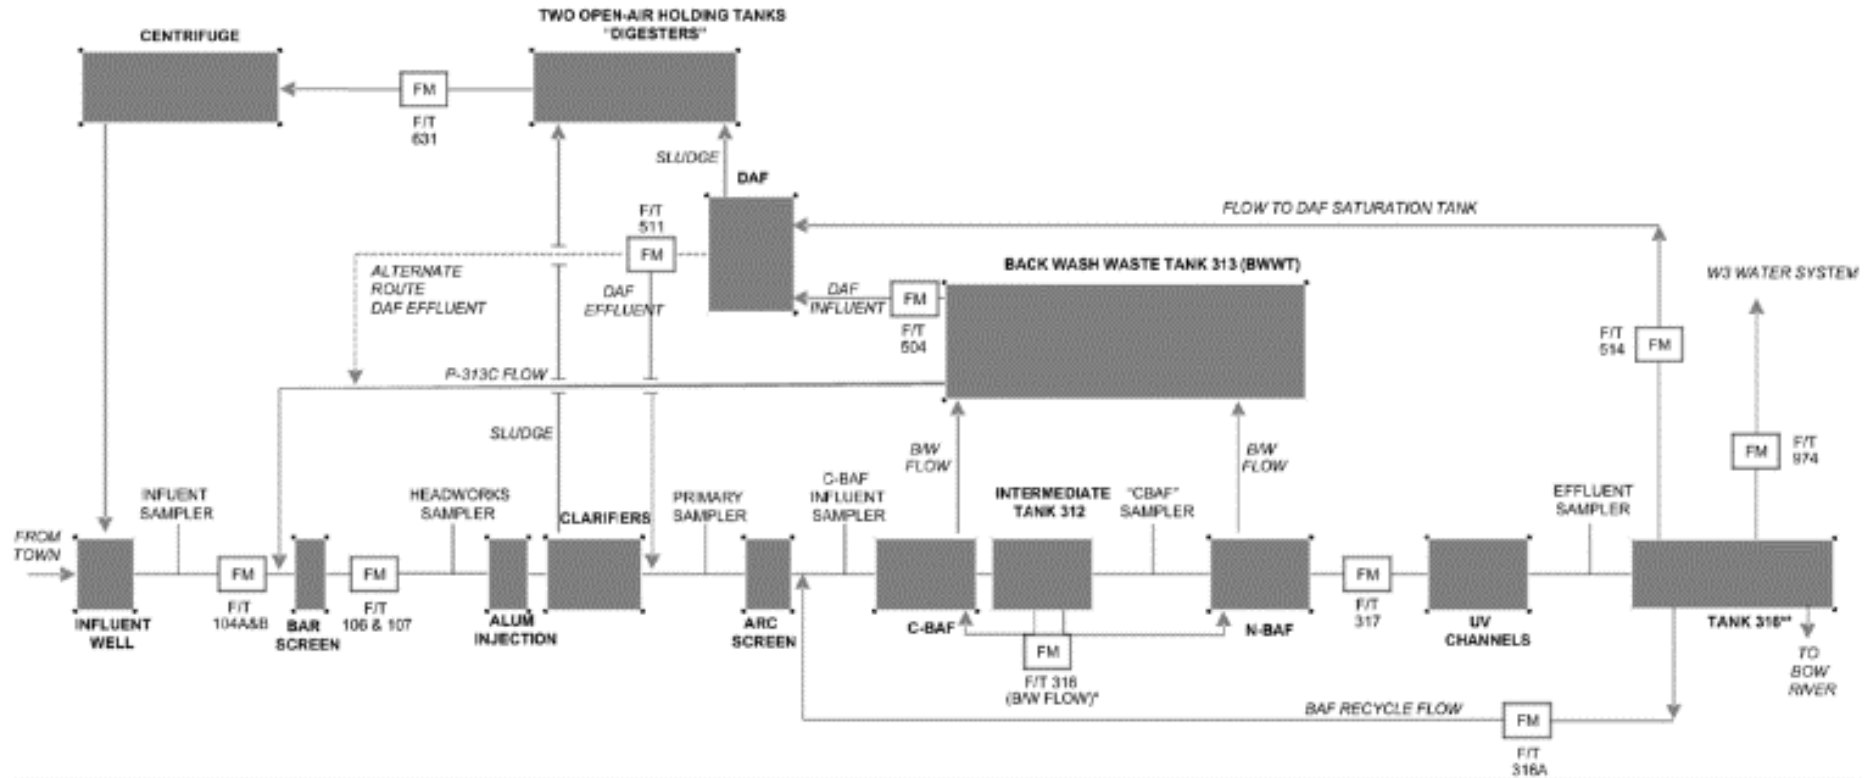 TWO OPEN-AIR HOLDING TANKS
"DIGESTERS"
CENTRIFUGE
FM
F/T
631
SLUDGE
DAF
F/T
511
FM
FLOW TO DAF SATURATION TANK
ALTERNATE
ROUTE
DAF EFFLUENT
DAF
EFFLUENT
DAF
INFLUENT
FM
F/T
504
BACK WASH WASTE TANK 313 (BWWT)
W3 WATER SYSTEM
F/T
514
FM
P-313C FLOW
SLUDGE
B/W
FLOW
B/W
FLOW
FM
F/T
974
FROM
TOWN
INFUENT
SAMPLER
HEADWORKS
SAMPLER
CLARIFIERS
PRIMARY
SAMPLER
C-BAF
INFLUENT
SAMPLER
INTERMEDIATE
TANK 312
"CBAF"
SAMPLER
EFFLUENT
SAMPLER
FM
FM
FM
INFLUENT
WELL
F/T
104A&B
BAR
SCREEN
F/T
106 & 107
ALUM
INJECTION
ARC
SCREEN
C-BAF
FM
F/T 316
(B/W FLOW)*
N-BAF
F/T
317
UV
CHANNELS
TANK 316**
TO
BOW
RIVER
BAF RECYCLE FLOW
FM
F/T
316A